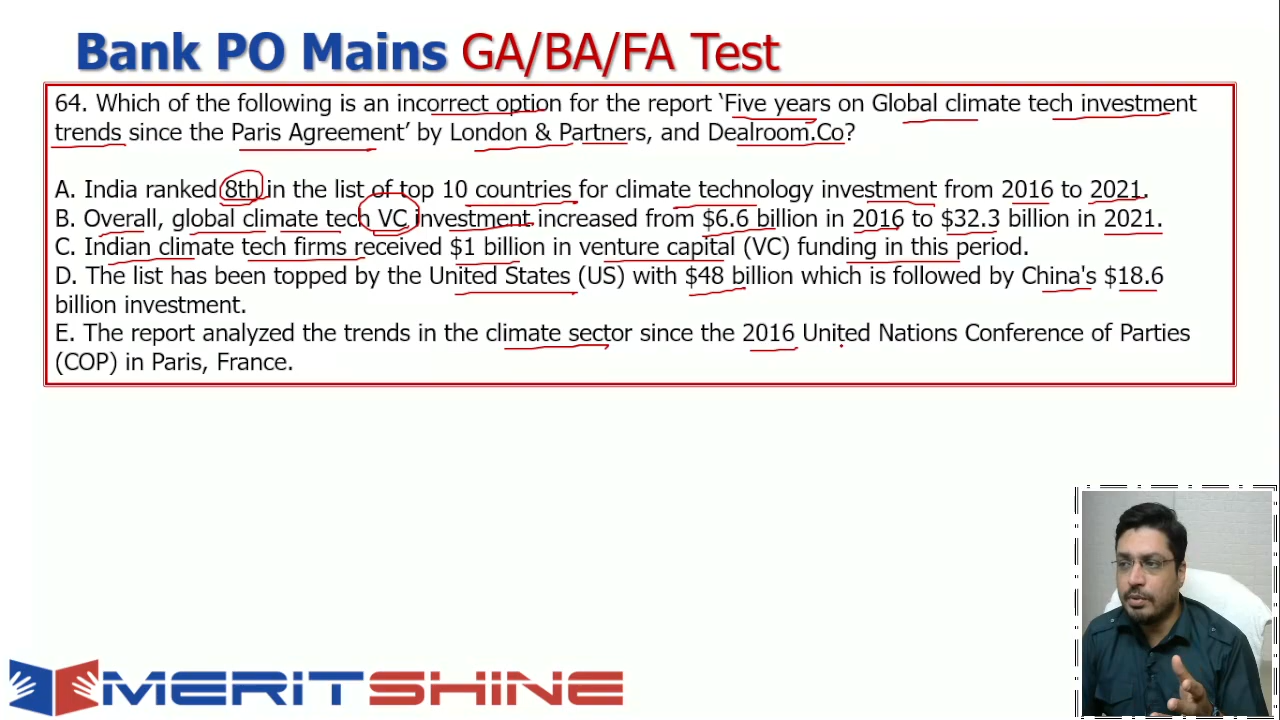 Bank PO Mains GA/BA/FA Test
64. Which of the following is an incorrect option for the report ‘Five years on Global climate tech investment
trends since the Paris Agreement’ by London & Partners, and Dealroom.Co?
A. India ranked 8th in the list of top 10 countries for climate technology investment from 2016 to 2021.
B. Overall, global climate tech VC investment increased from $6.6 billion in 2016 to $32.3 billion in 2021.
C. Indian climate tech firms received $1 billion in venture capital (VC) funding in this period.
D. The list has been topped by the United States (US) with $48 billion which is followed by China's $18.6
billion investment.
E. The report analyzed the trends in the climate sector since the 2016 United Nations Conference of Parties
(COP) in Paris, France.
MERITSHINE